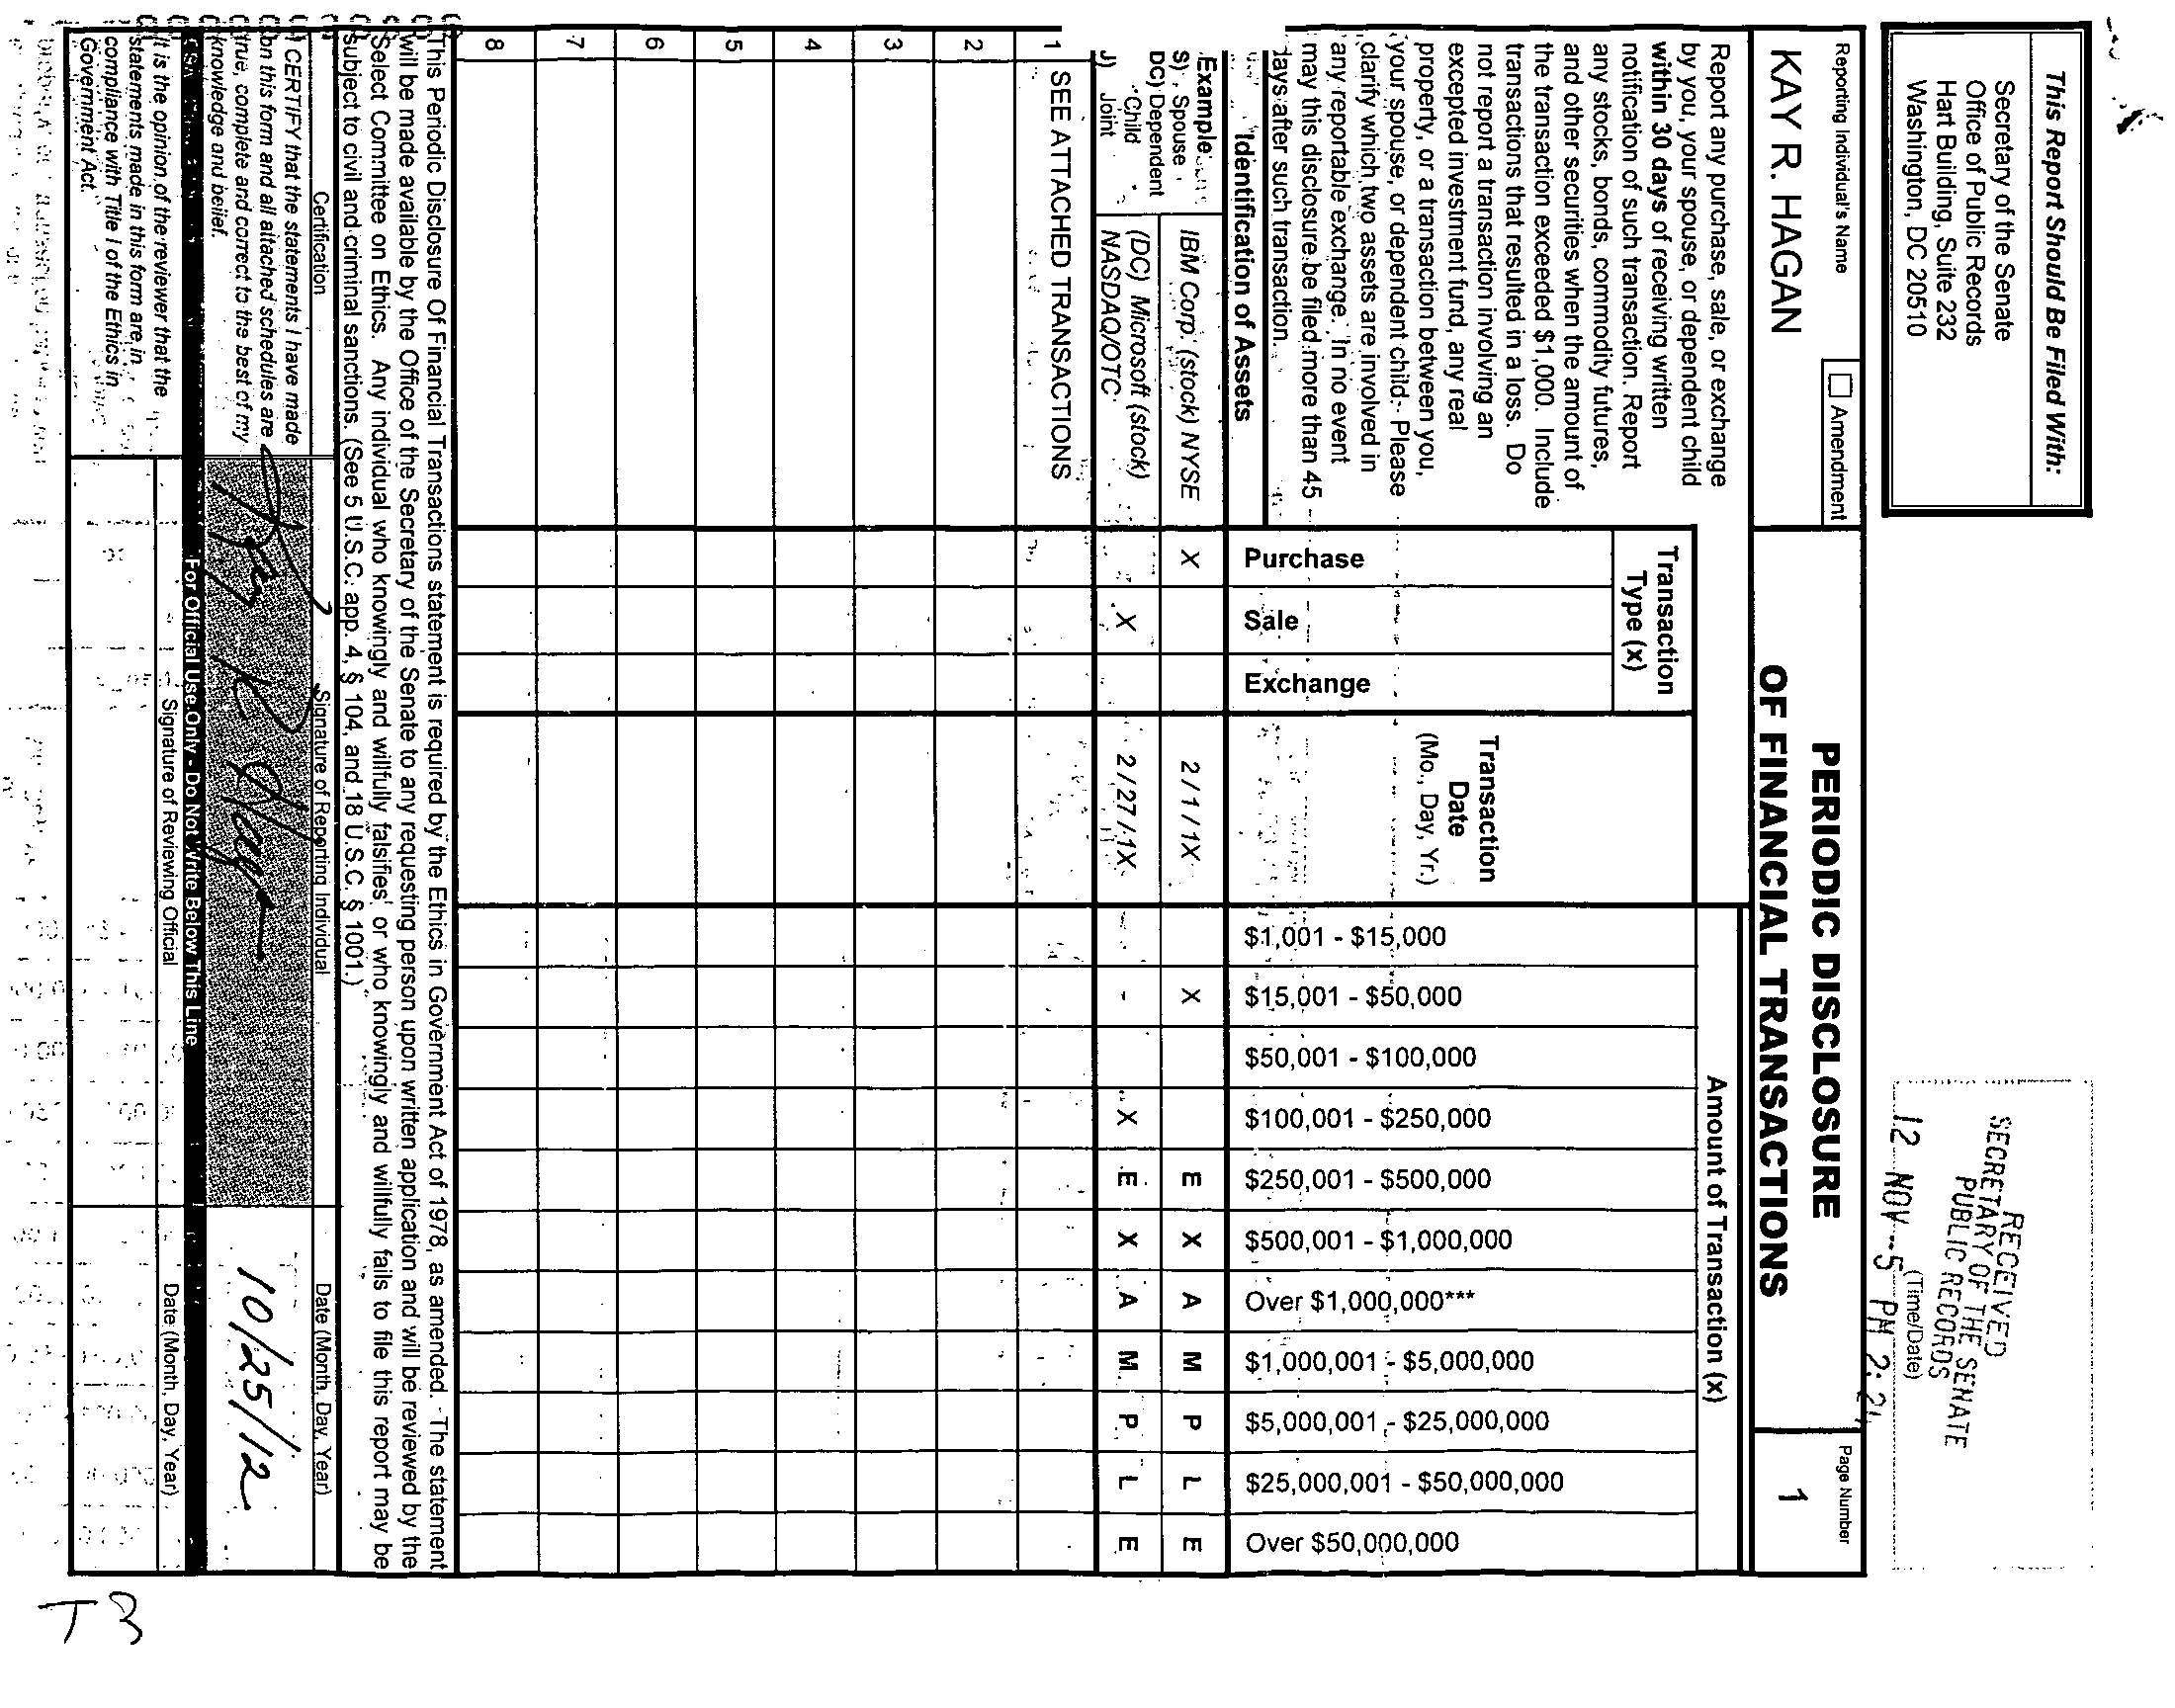 This Report Should Be Filed With:
Secretary of the Senate
Office of Public Records
Hart Building, Suite 232
Washington, DC 20510
RECEIVED
SECRETARY OF THE SENATE
PUBLIC RECORDS
(Time/Date)
12 NOV -5 PM 2:
Reporting Individual's Name
Amendment
KAY R. HAGAN
PERIODIC DISCLOSURE
OF FINANCIAL TRANSACTIONS
Page Number
1
Report any purchase, sale, or exchange
by you, your spouse, or dependent child
within 30 days of receiving written
notification of such transaction. Report
any stocks, bonds, commodity futures,
and other securities when the amount of
the transaction exceeded $1,000. Include
transactions that resulted in a loss. Do
not report a transaction involving an
excepted investment fund, any real
property, or a transaction between you,
your spouse, or dependent child. Please
clarify which two assets are involved in
any reportable exchange. In no event
may this disclosure be filed more than 45
days after such transaction.
Identification of Assets
Transaction
Type (x)
Purchase
Sale
Exchange
Transaction
Date
(Mo., Day, Yr.)
Amount of Transaction (x)
$1,001 - $15,000
$15,001 - $50,000
$50,001 - $100,000
$100,001 - $250,000
$250,001 - $500,000
$500,001 - $1,000,000
Over $1,000,000***
$1,000,001 - $5,000,000
$5,000,001 - $25,000,000
$25,000,001 - $50,000,000
Over $50,000,000
Example:
S) Spouse
DC) Dependent
Child
J) Joint
IBM Corp. (stock) NYSE X 2/1/1X X E X A M P L E
(DC) Microsoft (stock)
NASDAQ/OTC X 2/27/1X X E X A M P L E
1 SEE ATTACHED TRANSACTIONS
2
3
4
5
6
7
8
This Periodic Disclosure Of Financial Transactions statement is required by the Ethics in Government Act of 1978, as amended. The statement
will be made available by the Office of the Secretary of the Senate to any requesting person upon written application and will be reviewed by the
Select Committee on Ethics. Any individual who knowingly and willfully falsifies, or who knowingly and willfully fails to file this report may be
subject to civil and criminal sanctions. (See 5 U.S.C. app. 4, § 104, and 18 U.S.C. § 1001.)
Certification
Signature of Reporting Individual
Date (Month, Day, Year)
I CERTIFY that the statements I have made
on this form and all attached schedules are
true, complete and correct to the best of my
knowledge and belief.
Kay R Hagan
10/25/12
For Official Use Only - Do Not Write Below This Line
It is the opinion of the reviewer that the
statements made in this form are in
compliance with Title I of the Ethics in
Government Act.
Signature of Reviewing Official
Date (Month, Day, Year)